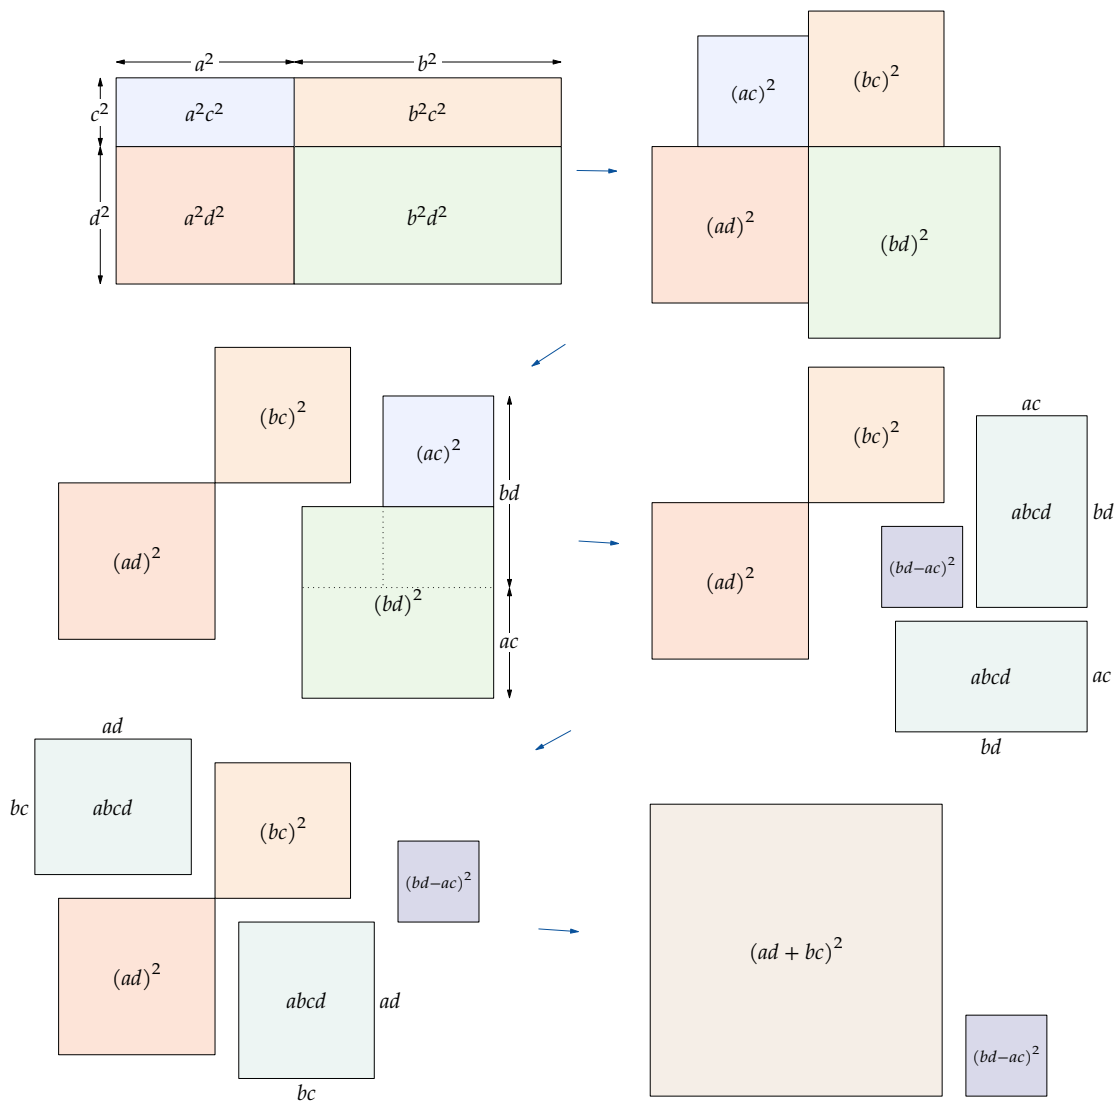 a² b²
c² a²c² b²c²
d² a²d² b²d²
(ac)² (bc)²
(ad)² (bd)²
(bc)²
(ac)²
bd
(ad)²
(bd)²
ac
(bc)²
ac
abcd bd
(bd−ac)²
(ad)²
abcd ac
bd
ad
bc abcd
(bc)²
(bd−ac)²
(ad)²
abcd ad
bc
(ad + bc)²
(bd−ac)²